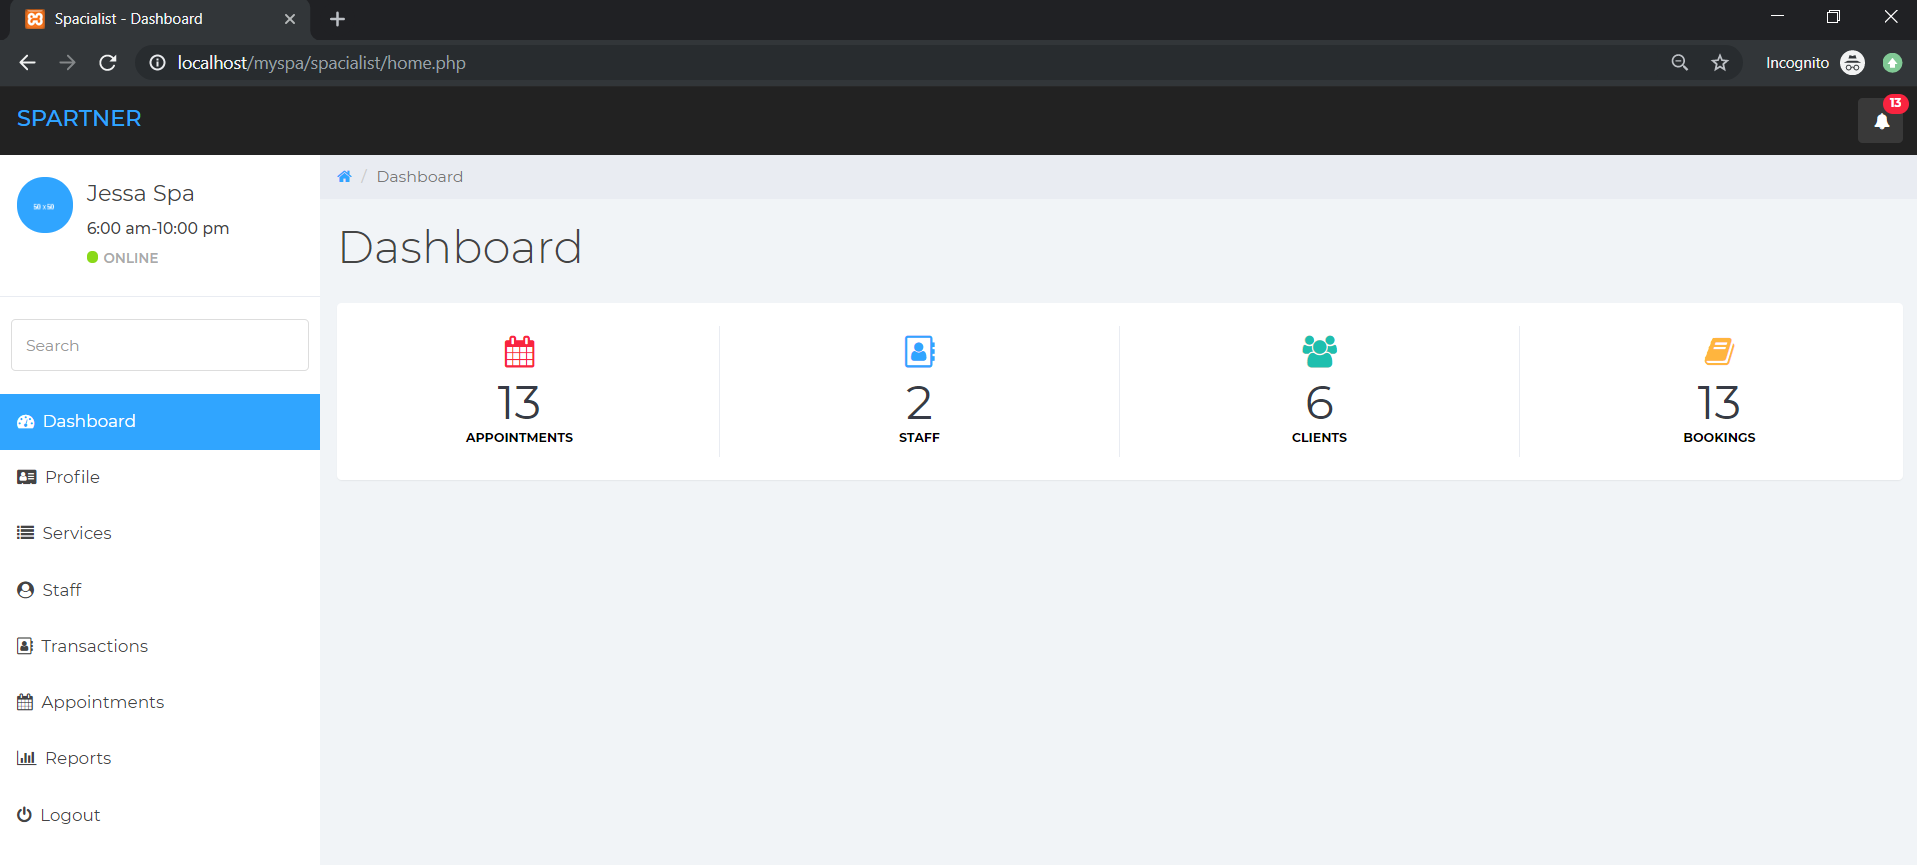 Spacialist - Dashboard
localhost/myspa/spacialist/home.php
Incognito
SPARTNER
13
50 x 50
Jessa Spa
6:00 am-10:00 pm
ONLINE
Search
Dashboard
Profile
Services
Staff
Transactions
Appointments
Reports
Logout
/ Dashboard
Dashboard
13
APPOINTMENTS
2
STAFF
6
CLIENTS
13
BOOKINGS